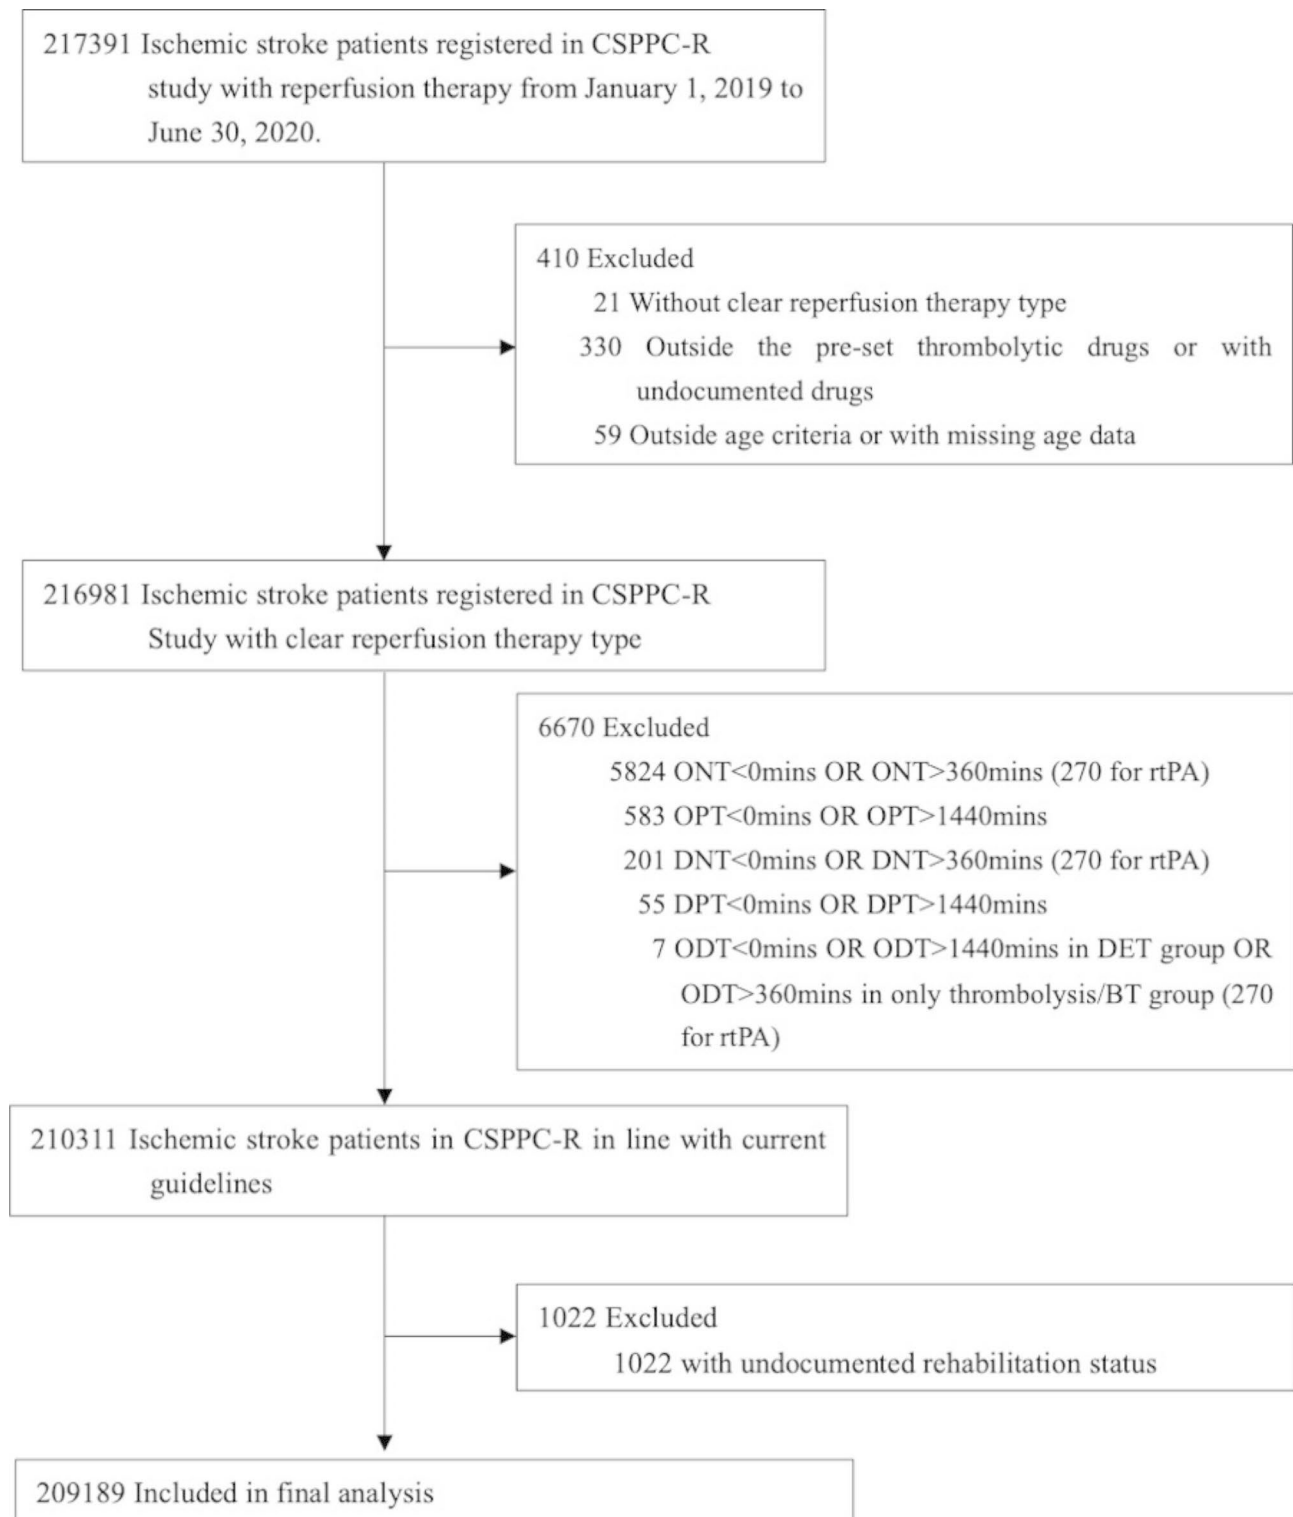 217391 Ischemic stroke patients registered in CSPPC-R
study with reperfusion therapy from January 1, 2019 to
June 30, 2020.
410 Excluded
21 Without clear reperfusion therapy type
330 Outside the pre-set thrombolytic drugs or with
undocumented drugs
59 Outside age criteria or with missing age data
216981 Ischemic stroke patients registered in CSPPC-R
Study with clear reperfusion therapy type
6670 Excluded
5824 ONT<0mins OR ONT>360mins (270 for rtPA)
583 OPT<0mins OR OPT>1440mins
201 DNT<0mins OR DNT>360mins (270 for rtPA)
55 DPT<0mins OR DPT>1440mins
7 ODT<0mins OR ODT>1440mins in DET group OR
ODT>360mins in only thrombolysis/BT group (270
for rtPA)
210311 Ischemic stroke patients in CSPPC-R in line with current
guidelines
1022 Excluded
1022 with undocumented rehabilitation status
209189 Included in final analysis